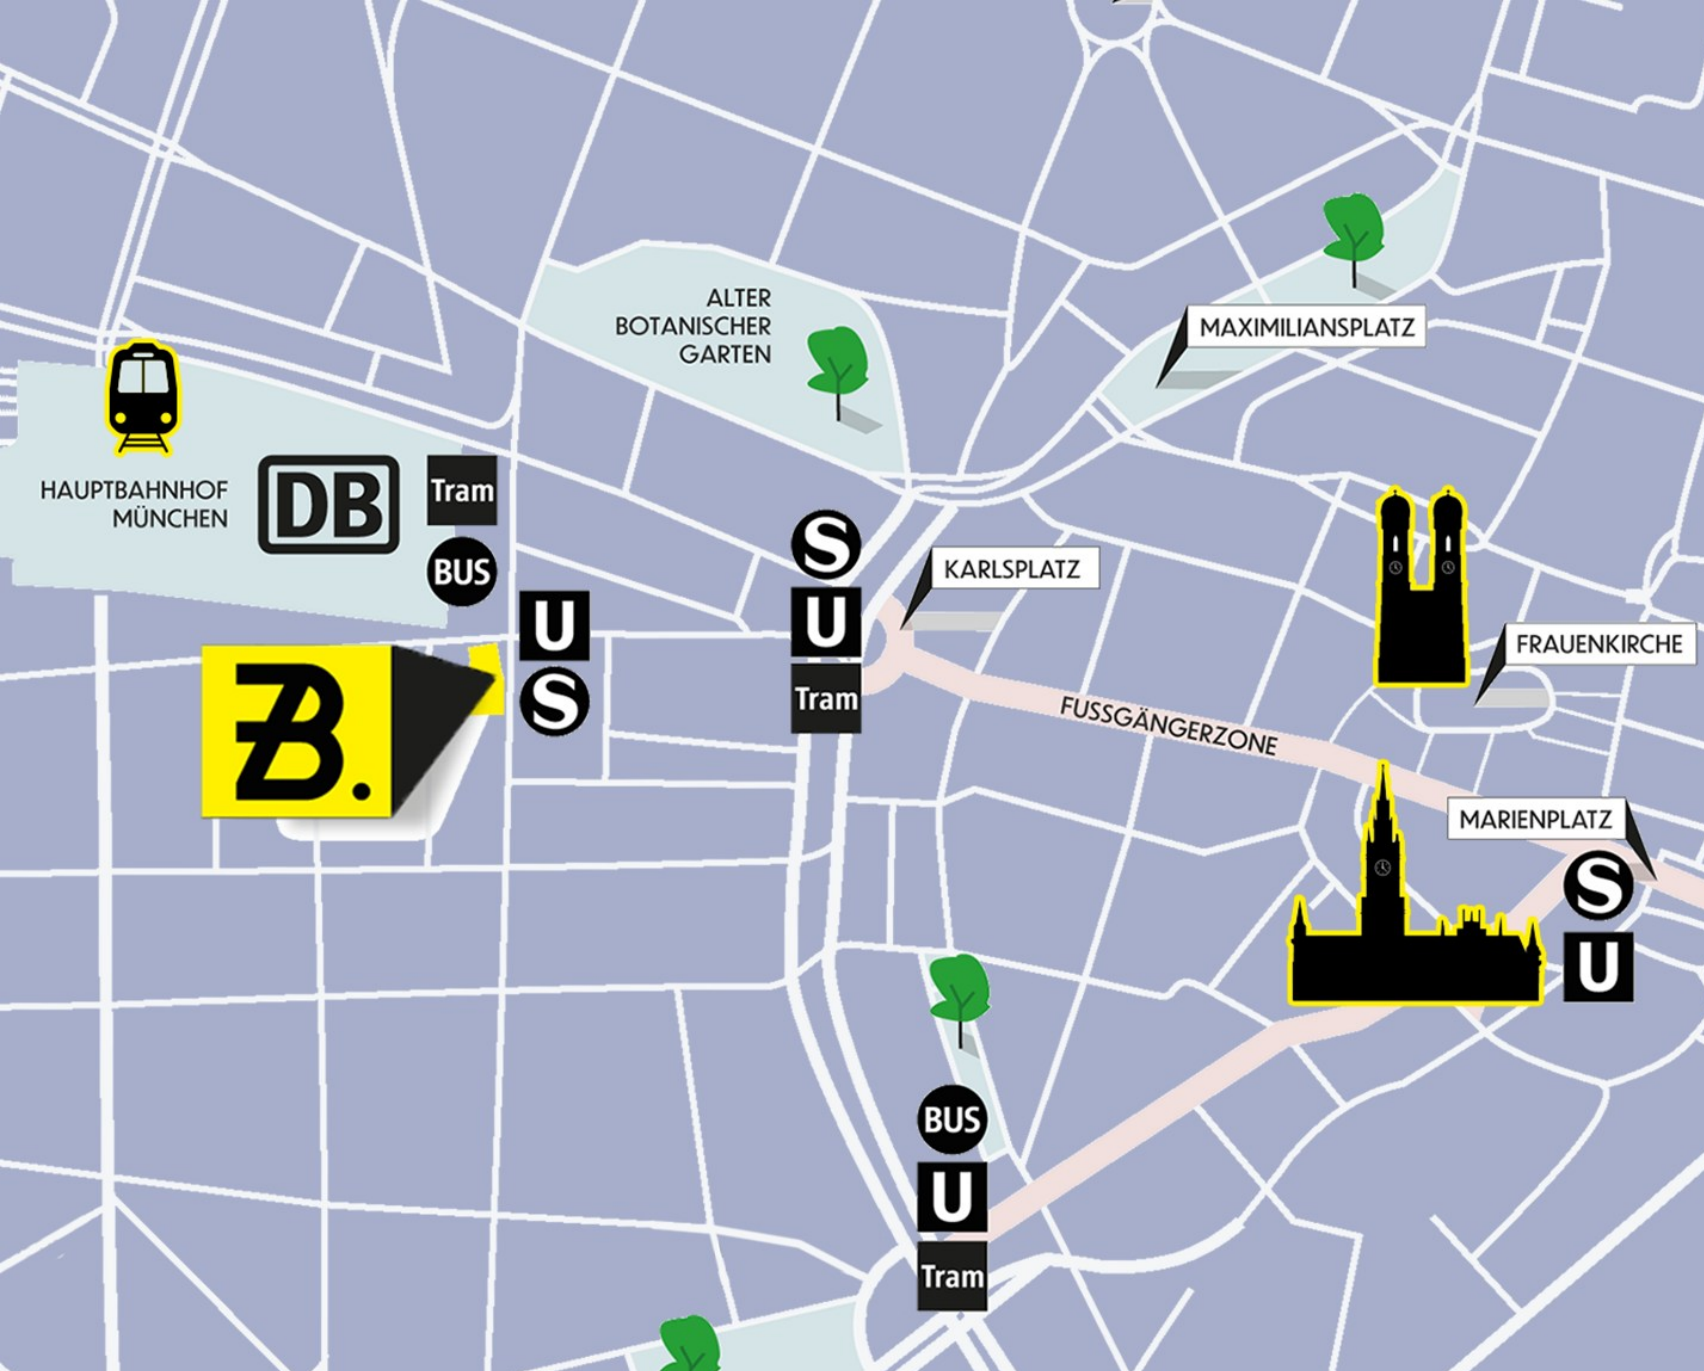 ALTER
BOTANISCHER
GARTEN
MAXIMILIANSPLATZ
HAUPTBAHNHOF
MÜNCHEN
DB
Tram
BUS
U
S
S
U
Tram
KARLSPLATZ
FRAUENKIRCHE
B.
FUSSGÄNGERZONE
MARIENPLATZ
S
U
BUS
U
Tram